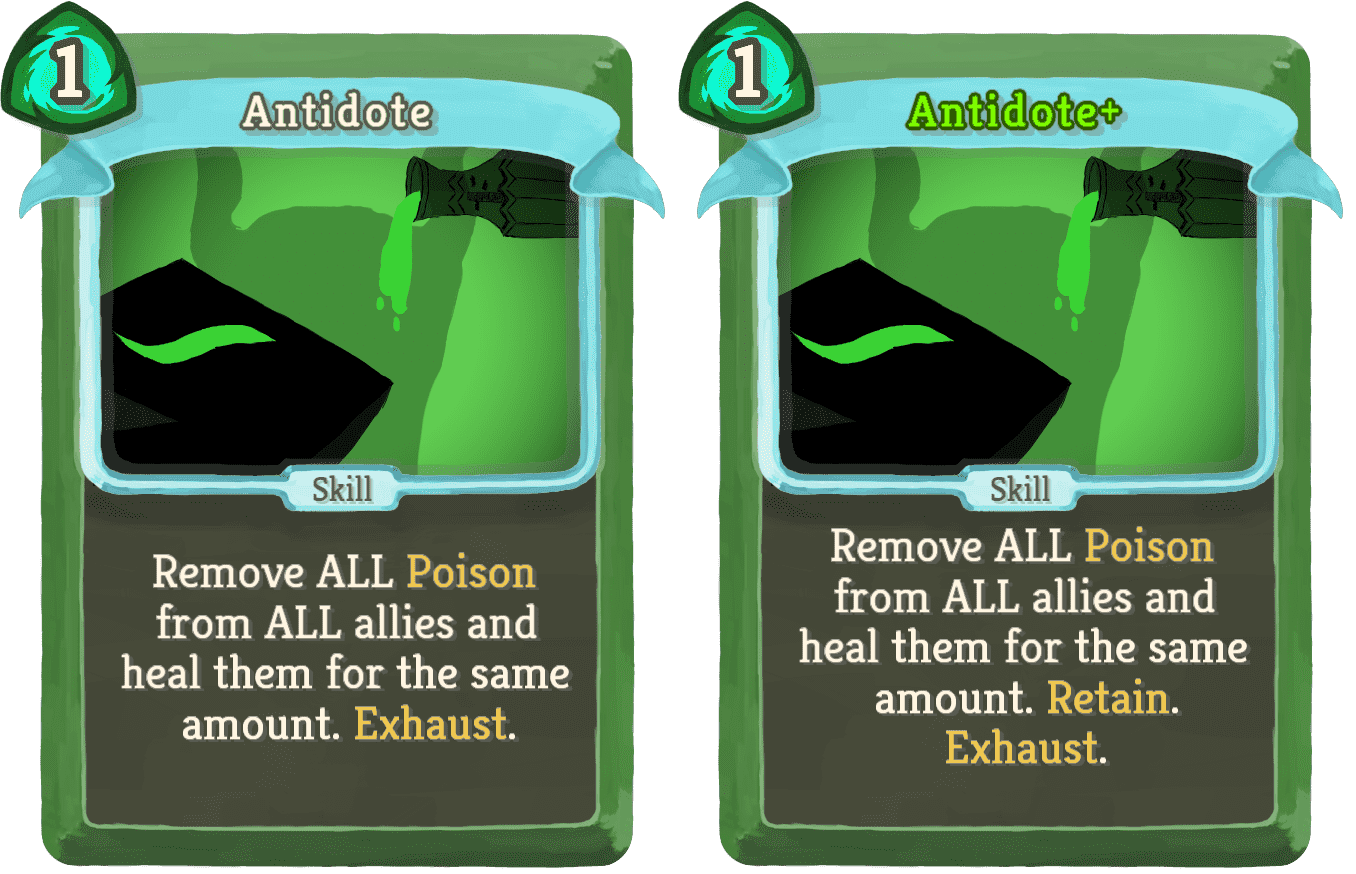 1
Antidote
Skill
Remove ALL Poison
from ALL allies and
heal them for the same
amount. Exhaust.
1
Antidote+
Skill
Remove ALL Poison
from ALL allies and
heal them for the same
amount. Retain.
Exhaust.